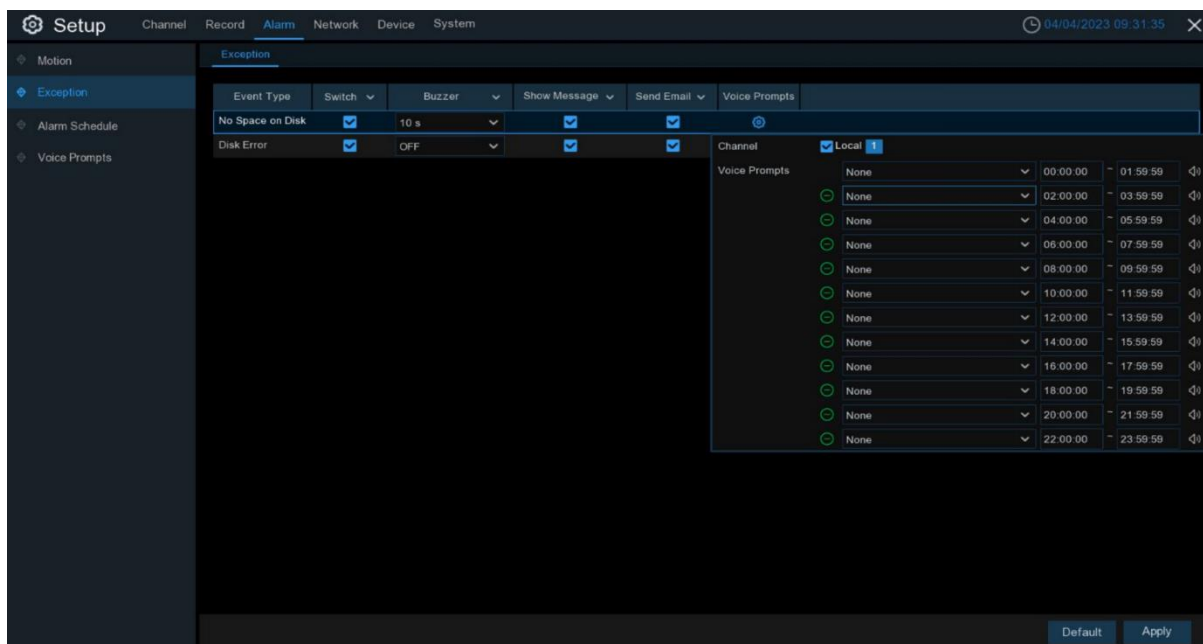 Setup Channel Record Alarm Network Device System 04/04/2023 09:31:35
Motion
Exception
Alarm Schedule
Voice Prompts
Exception
Event Type Switch Buzzer Show Message Send Email Voice Prompts
No Space on Disk 10 s
Disk Error OFF
Channel Local 1
Voice Prompts None 00:00:00 ~ 01:59:59
None 02:00:00 ~ 03:59:59
None 04:00:00 ~ 05:59:59
None 06:00:00 ~ 07:59:59
None 08:00:00 ~ 09:59:59
None 10:00:00 ~ 11:59:59
None 12:00:00 ~ 13:59:59
None 14:00:00 ~ 15:59:59
None 16:00:00 ~ 17:59:59
None 18:00:00 ~ 19:59:59
None 20:00:00 ~ 21:59:59
None 22:00:00 ~ 23:59:59
Default Apply